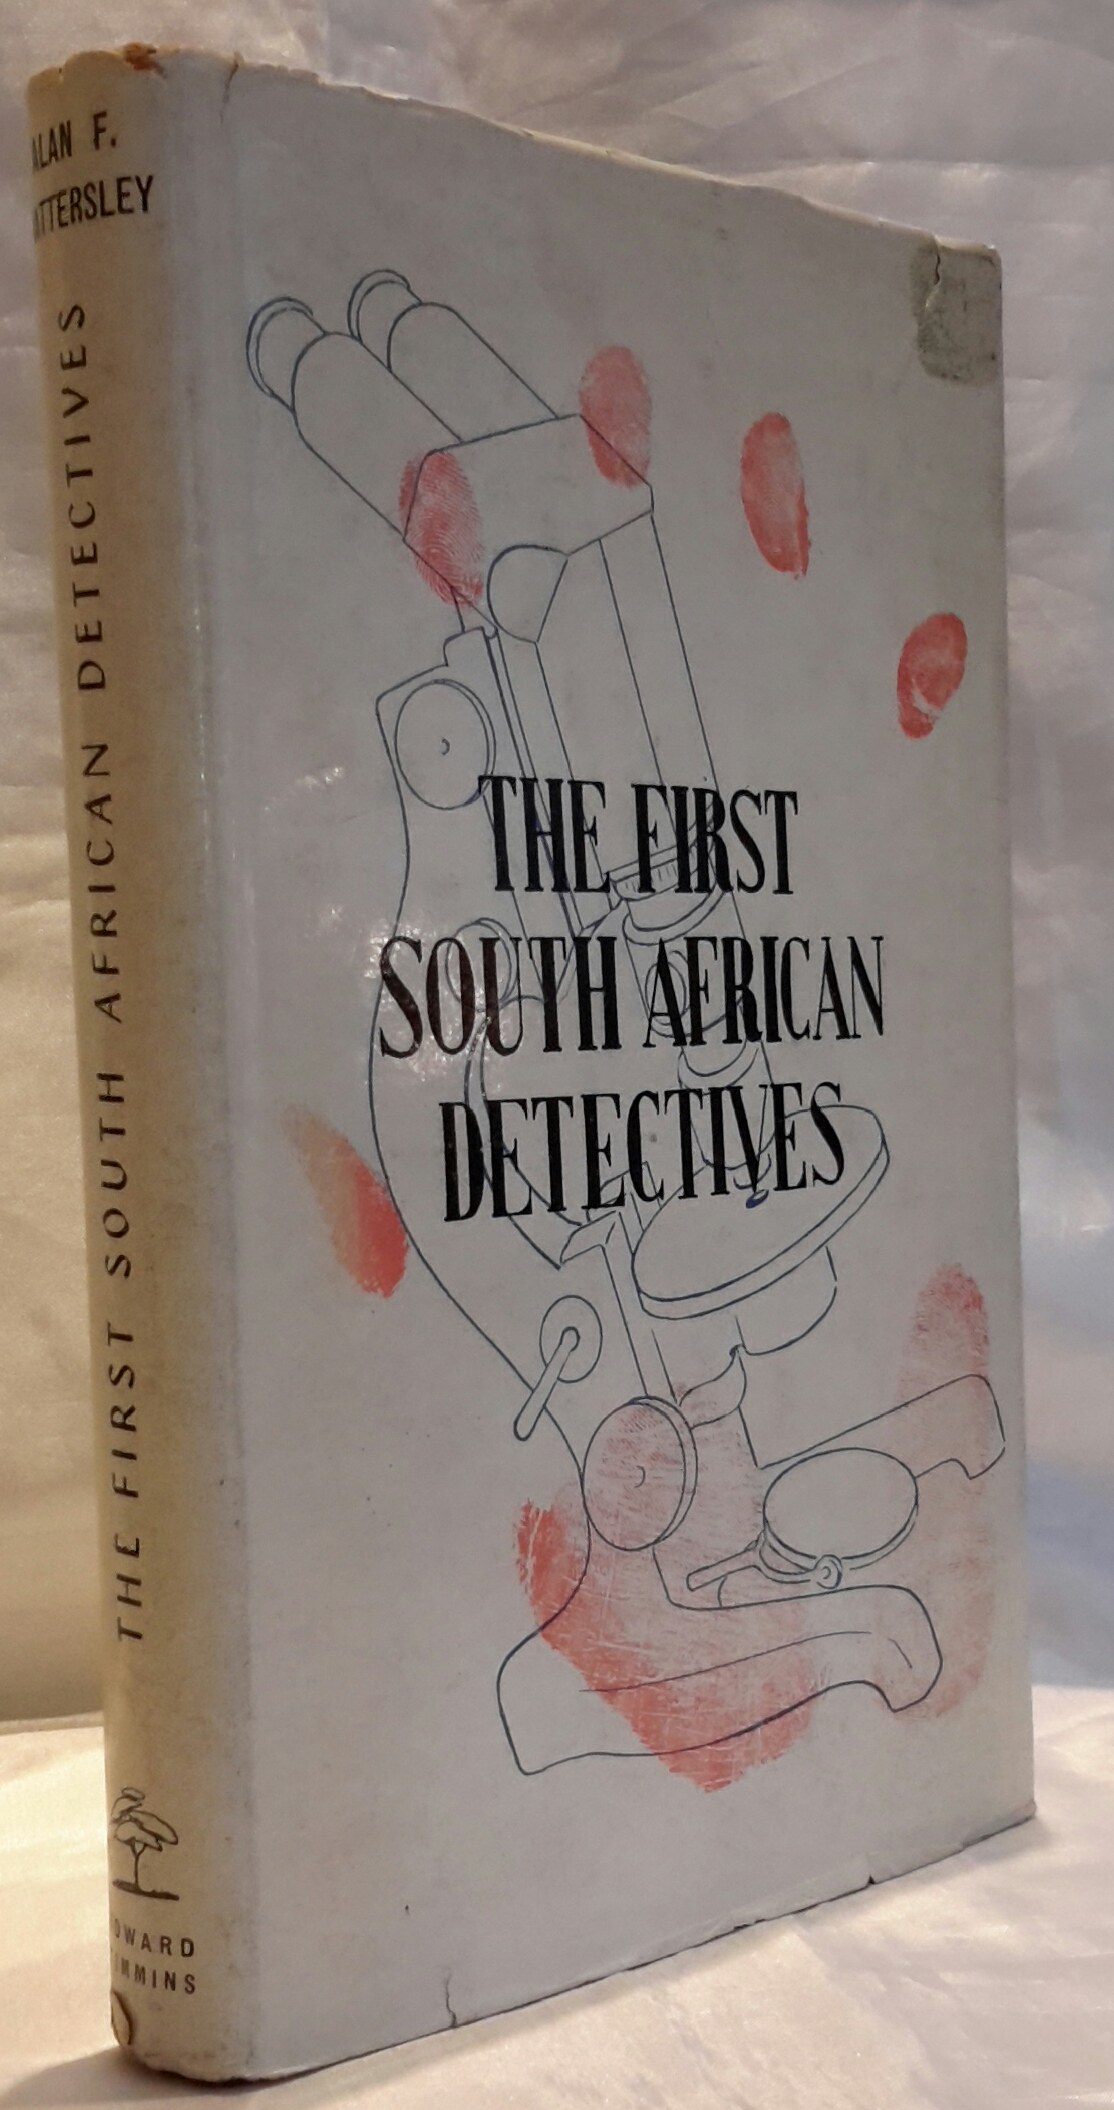 ALAN F.
ATTERSLEY
THE FIRST SOUTH AFRICAN DETECTIVES
OWARD
IMMINS
THE FIRST
SOUTH AFRICAN
DETECTIVES